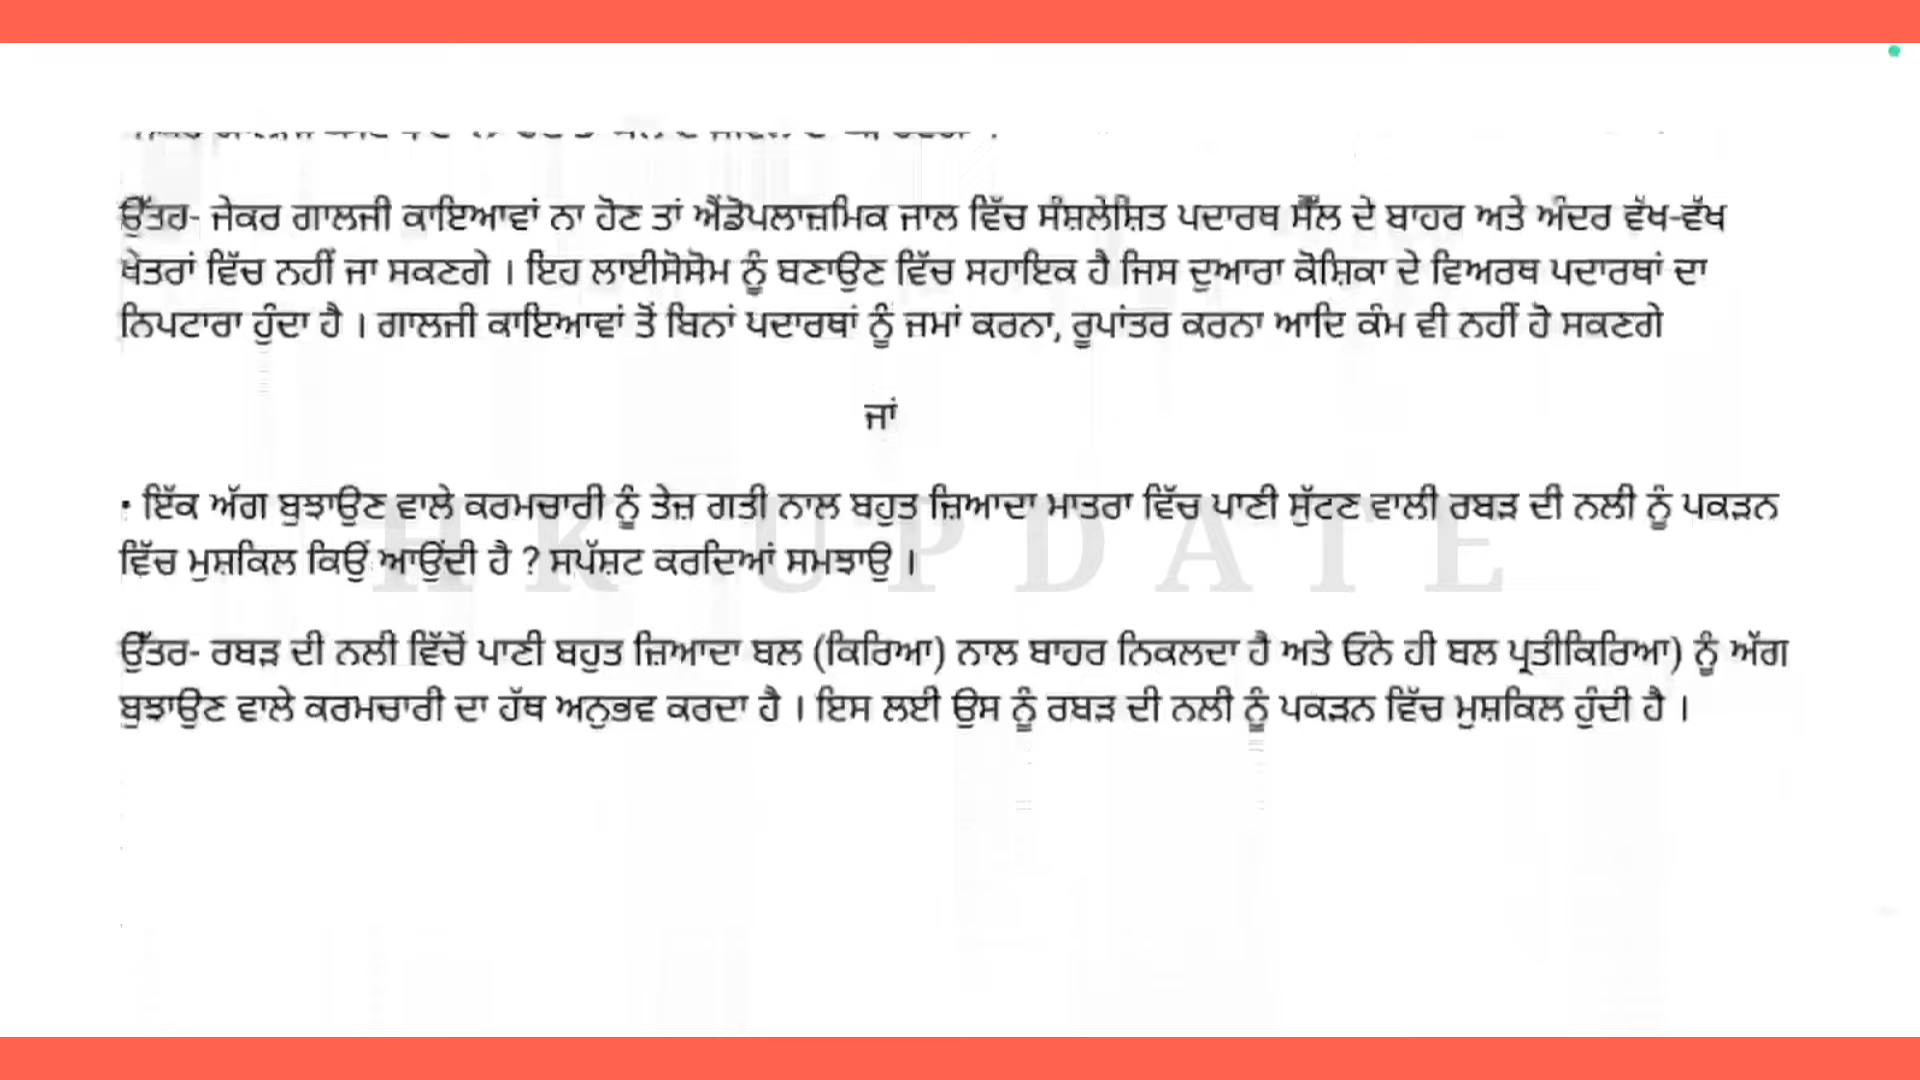 ਉੱਤਰ- ਜੇਕਰ ਗਾਲਜੀ ਕਾਇਆਵਾਂ ਨਾ ਹੋਣ ਤਾਂ ਐਂਡੋਪਲਾਜ਼ਮਿਕ ਜਾਲ ਵਿੱਚ ਸੰਸ਼ਲੇਸ਼ਿਤ ਪਦਾਰਥ ਸੈੱਲ ਦੇ ਬਾਹਰ ਅਤੇ ਅੰਦਰ ਵੱਖ-ਵੱਖ
ਖੇਤਰਾਂ ਵਿੱਚ ਨਹੀਂ ਜਾ ਸਕਣਗੇ । ਇਹ ਲਾਈਸੋਸੋਮ ਨੂੰ ਬਣਾਉਣ ਵਿੱਚ ਸਹਾਇਕ ਹੈ ਜਿਸ ਦੁਆਰਾ ਕੋਸ਼ਿਕਾ ਦੇ ਵਿਅਰਥ ਪਦਾਰਥਾਂ ਦਾ
ਨਿਪਟਾਰਾ ਹੁੰਦਾ ਹੈ । ਗਾਲਜੀ ਕਾਇਆਵਾਂ ਤੋਂ ਬਿਨਾਂ ਪਦਾਰਥਾਂ ਨੂੰ ਜਮਾਂ ਕਰਨਾ, ਰੂਪਾਂਤਰ ਕਰਨਾ ਆਦਿ ਕੰਮ ਵੀ ਨਹੀਂ ਹੋ ਸਕਣਗੇ
ਜਾਂ
• ਇੱਕ ਅੱਗ ਬੁਝਾਉਣ ਵਾਲੇ ਕਰਮਚਾਰੀ ਨੂੰ ਤੇਜ਼ ਗਤੀ ਨਾਲ ਬਹੁਤ ਜ਼ਿਆਦਾ ਮਾਤਰਾ ਵਿੱਚ ਪਾਣੀ ਸੁੱਟਣ ਵਾਲੀ ਰਬੜ ਦੀ ਨਲੀ ਨੂੰ ਪਕੜਨ
ਵਿੱਚ ਮੁਸ਼ਕਿਲ ਕਿਉਂ ਆਉਂਦੀ ਹੈ ? ਸਪੱਸ਼ਟ ਕਰਦਿਆਂ ਸਮਝਾਉ ।
HK UPDATE
ਉੱਤਰ- ਰਬੜ ਦੀ ਨਲੀ ਵਿੱਚੋਂ ਪਾਣੀ ਬਹੁਤ ਜ਼ਿਆਦਾ ਬਲ (ਕਿਰਿਆ) ਨਾਲ ਬਾਹਰ ਨਿਕਲਦਾ ਹੈ ਅਤੇ ਓਨੇ ਹੀ ਬਲ ਪ੍ਰਤੀਕਿਰਿਆ) ਨੂੰ ਅੱਗ
ਬੁਝਾਉਣ ਵਾਲੇ ਕਰਮਚਾਰੀ ਦਾ ਹੱਥ ਅਨੁਭਵ ਕਰਦਾ ਹੈ । ਇਸ ਲਈ ਉਸ ਨੂੰ ਰਬੜ ਦੀ ਨਲੀ ਨੂੰ ਪਕੜਨ ਵਿੱਚ ਮੁਸ਼ਕਿਲ ਹੁੰਦੀ ਹੈ ।